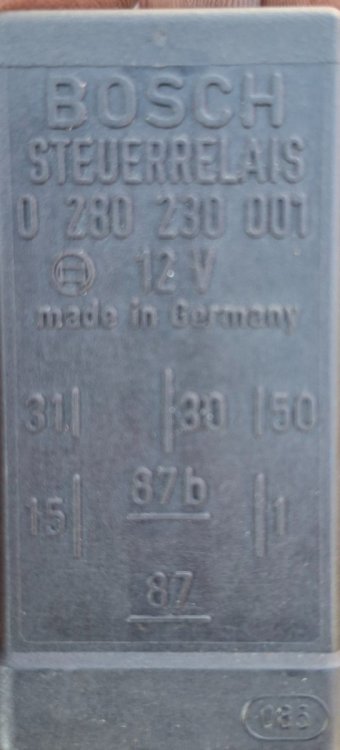 BOSCH
STEUERRELAIS
0 280 230 001
12 V
made in Germany
31 30 50
87b
15 1
87
086